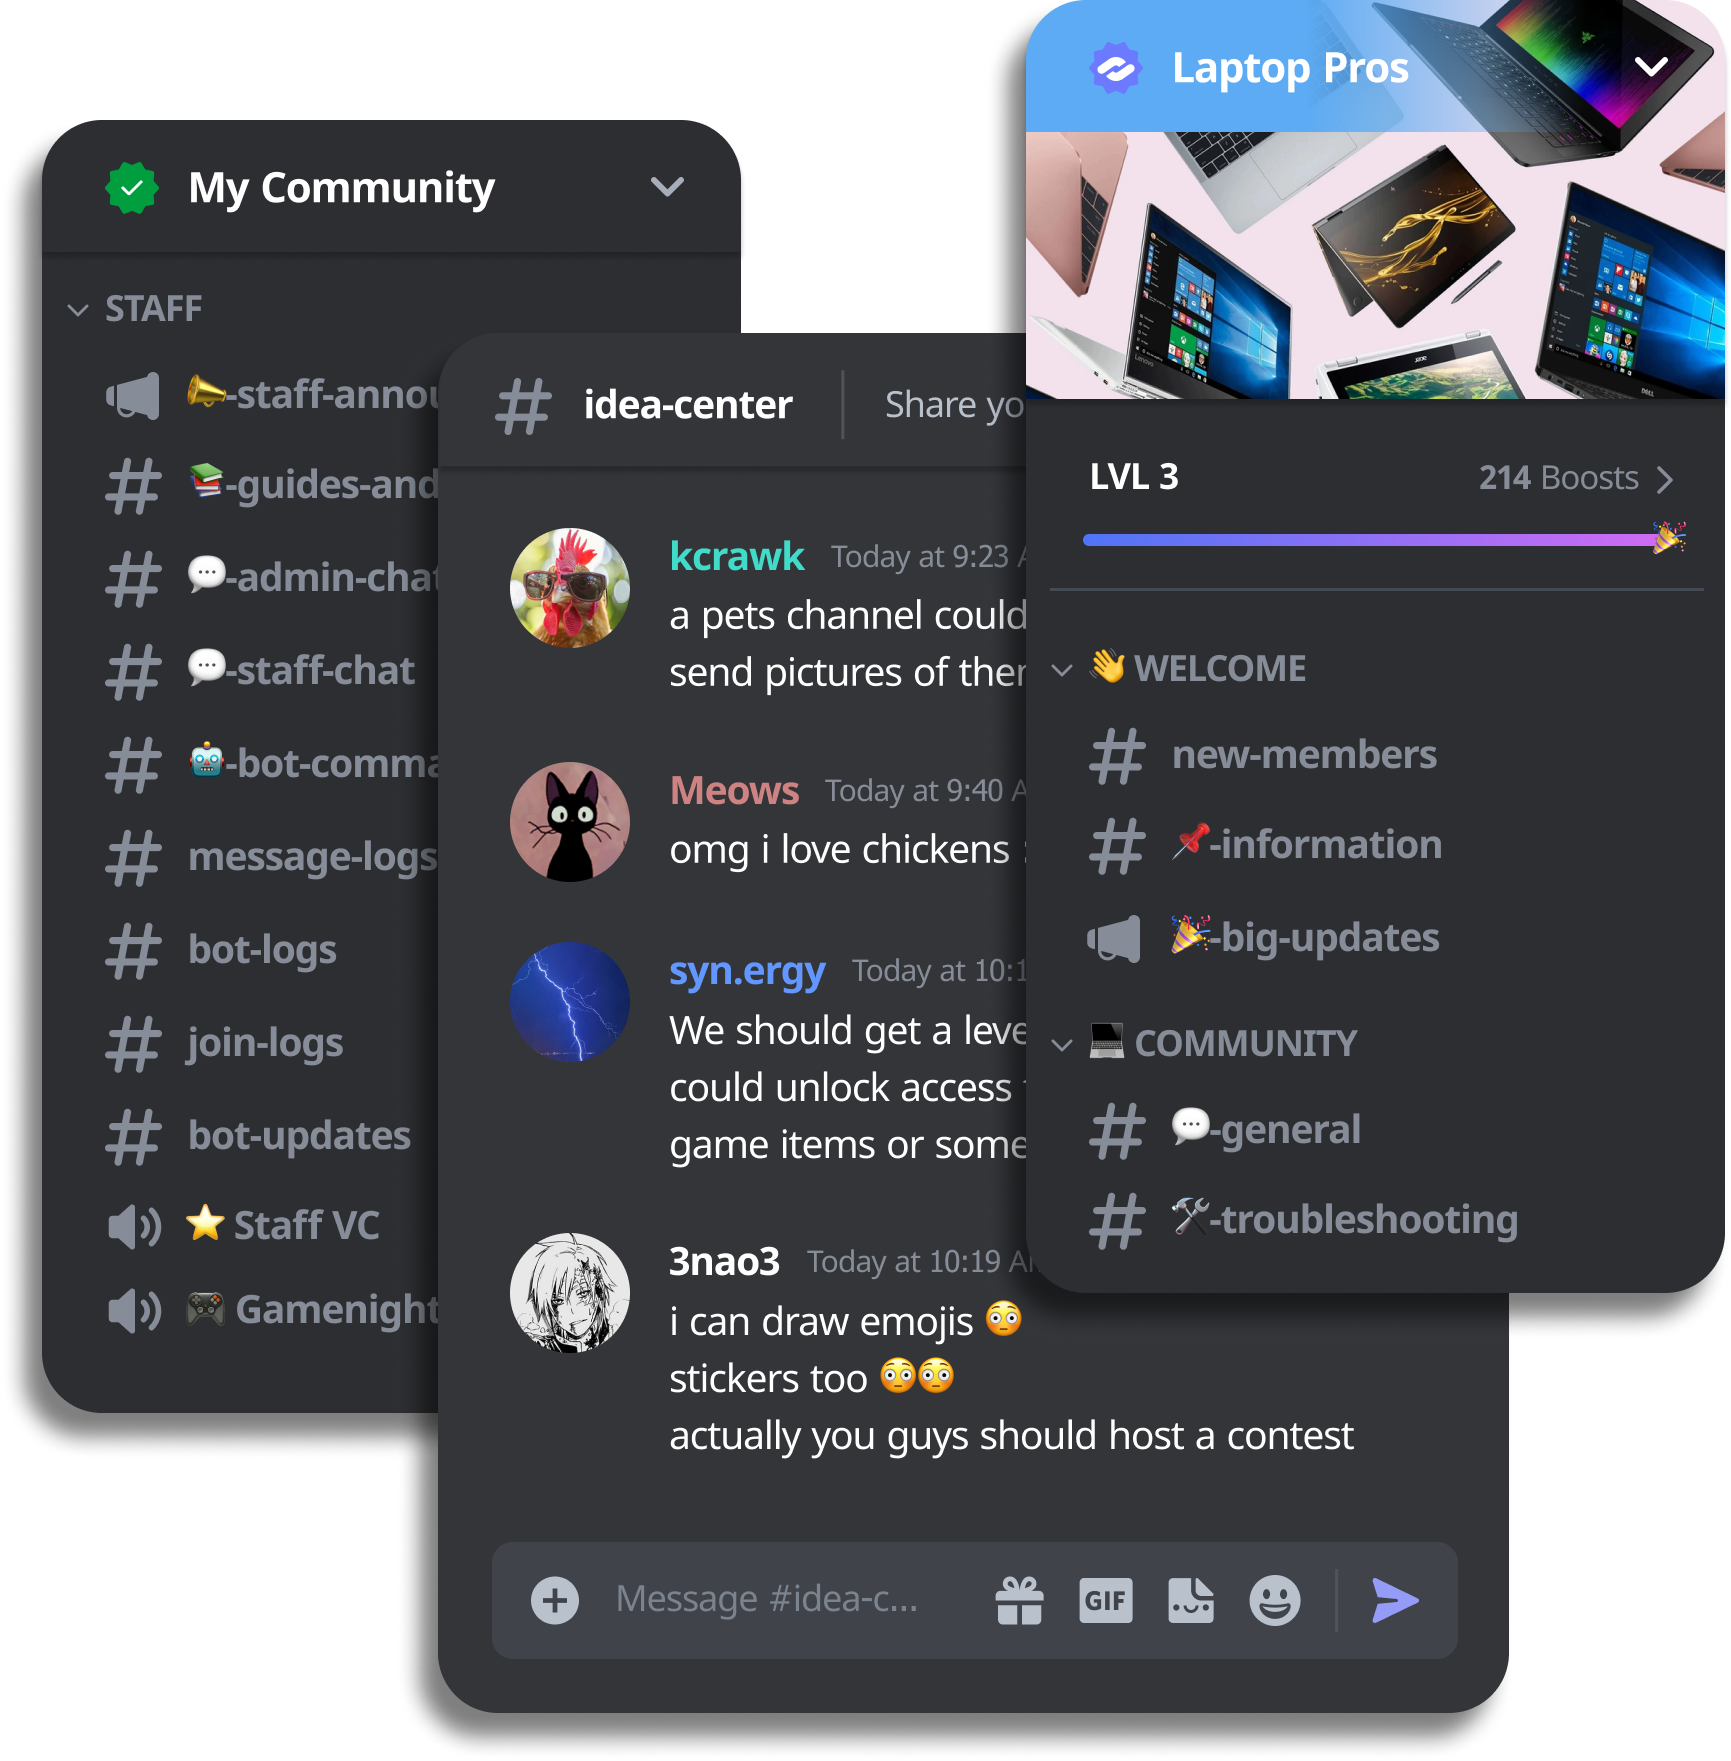 My Community
STAFF
📣-staff-annou
📚-guides-and
💬-admin-chat
💬-staff-chat
🤖-bot-comma
message-logs
bot-logs
join-logs
bot-updates
⭐ Staff VC
🎮 Gamenight
idea-center
Share yo
kcrawk Today at 9:23 A
a pets channel could
send pictures of ther
Meows Today at 9:40 A
omg i love chickens :
syn.ergy Today at 10:1
We should get a leve
could unlock access
game items or some
3nao3 Today at 10:19 A
i can draw emojis 😳
stickers too 😳😳
actually you guys should host a contest
Message #idea-c...
GIF
Laptop Pros
Lenovo
acer
DELL
LVL 3
214 Boosts
👋 WELCOME
new-members
📌-information
🎉-big-updates
💻 COMMUNITY
💬-general
🛠-troubleshooting